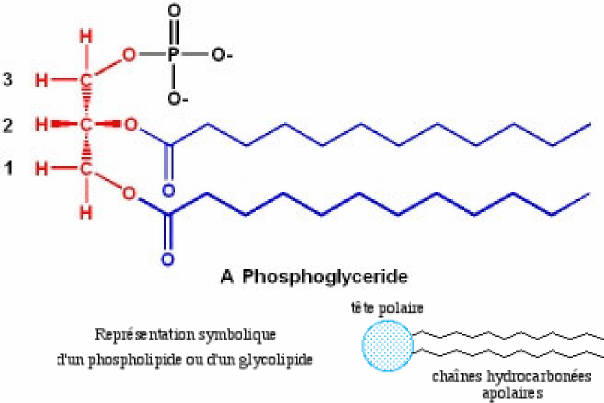 O
H
O
P
O-
3
H
C
O-
2
H
C
O
1
H
C
O
O
H
O
A Phosphoglyceride
tête polaire
Représentation symbolique
d'un phospholipide ou d'un glycolipide
chaînes hydrocarbonées
apolaires